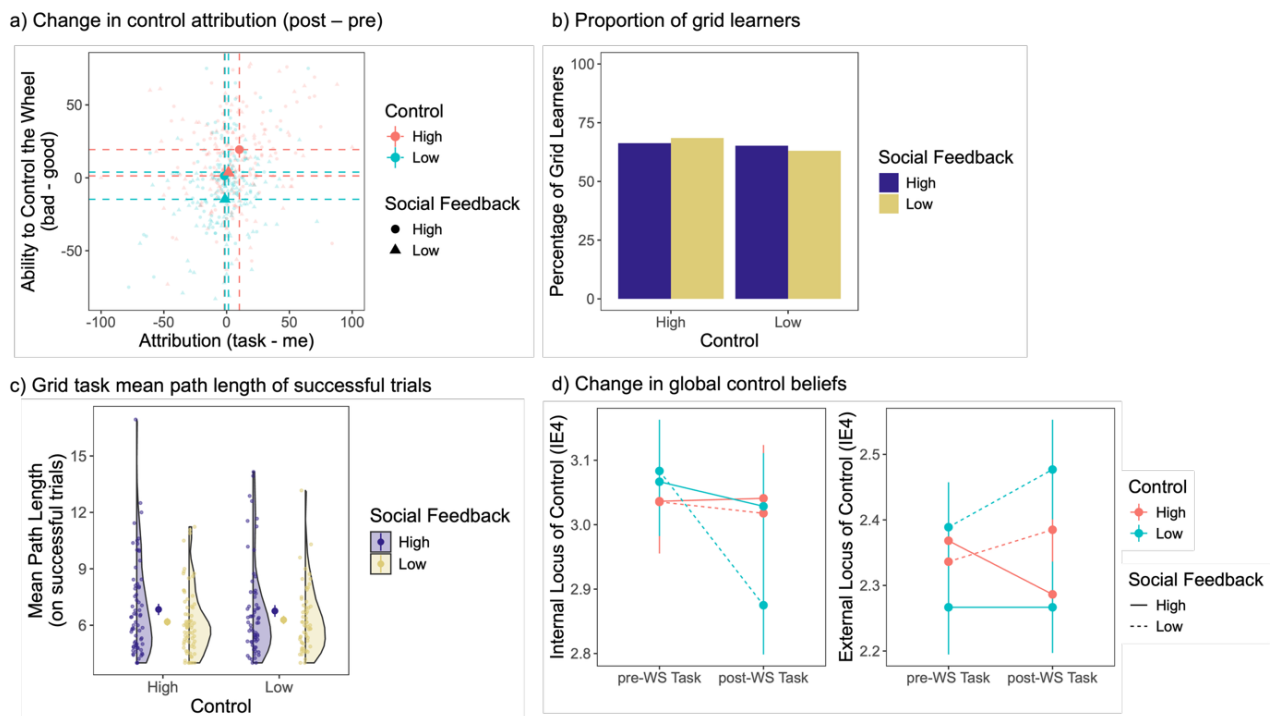 a) Change in control attribution (post – pre)
Ability to Control the Wheel
(bad - good)
50
0
-50
-100
-50
0
50
100
Attribution (task - me)
Control
High
Low
Social Feedback
High
Low
b) Proportion of grid learners
Percentage of Grid Learners
100
75
50
25
0
High
Low
Control
Social Feedback
High
Low
c) Grid task mean path length of successful trials
Mean Path Length
(on successful trials)
15
12
9
6
High
Low
Control
Social Feedback
High
Low
d) Change in global control beliefs
Internal Locus of Control (IE4)
3.1
3.0
2.9
2.8
pre-WS Task
post-WS Task
External Locus of Control (IE4)
2.5
2.4
2.3
2.2
pre-WS Task
post-WS Task
Control
High
Low
Social Feedback
High
Low